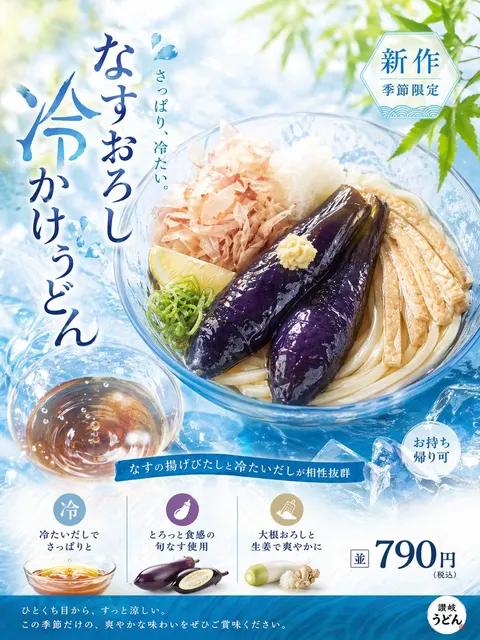 なすおろし
冷かけうどん
さっぱり、冷たい。
新作
季節限定
お持ち
帰り可
なすの揚げびたしと冷たいだしが相性抜群
冷
冷たいだしで
さっぱりと
とろっと食感の
旬なす使用
大根おろしと
生姜で爽やかに
並 790円
(税込)
ひとくち目から、すっと涼しい。
この季節だけの、爽やかな味わいをぜひご賞味ください。
讃岐
うどん